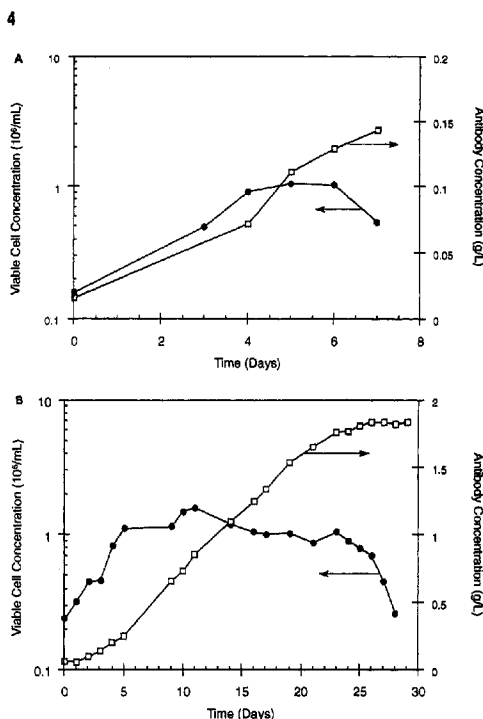 4
A
Viable Cell Concentration (10⁶/mL)
10
1
0.1
0.2
0.15
0.1
0.05
0
Antibody Concentration (g/L)
0 2 4 6 8
Time (Days)
B
Viable Cell Concentration (10⁶/mL)
10
1
0.1
2
1.5
1
0.5
0
Antibody Concentration (g/L)
0 5 10 15 20 25 30
Time (Days)